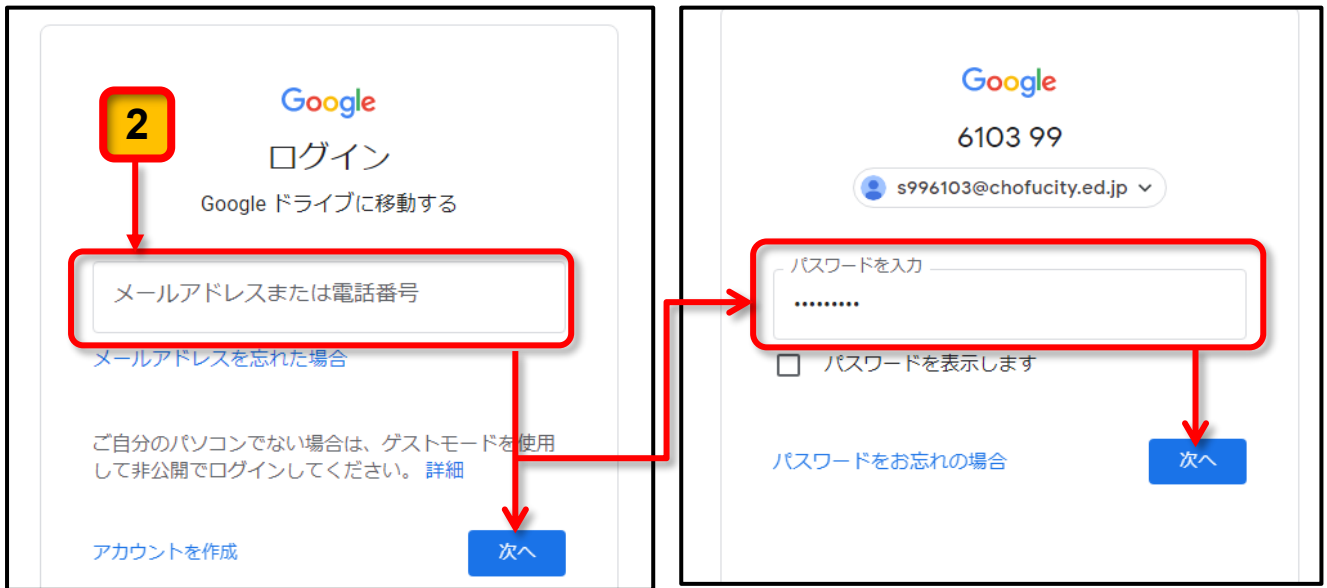 2
Google
ログイン
Google ドライブに移動する
メールアドレスまたは電話番号
メールアドレスを忘れた場合
ご自分のパソコンでない場合は、ゲストモードを使用
して非公開でログインしてください。 詳細
アカウントを作成
次へ
Google
6103 99
s996103@chofucity.ed.jp
パスワードを入力
•••••••••
パスワードを表示します
パスワードをお忘れの場合
次へ